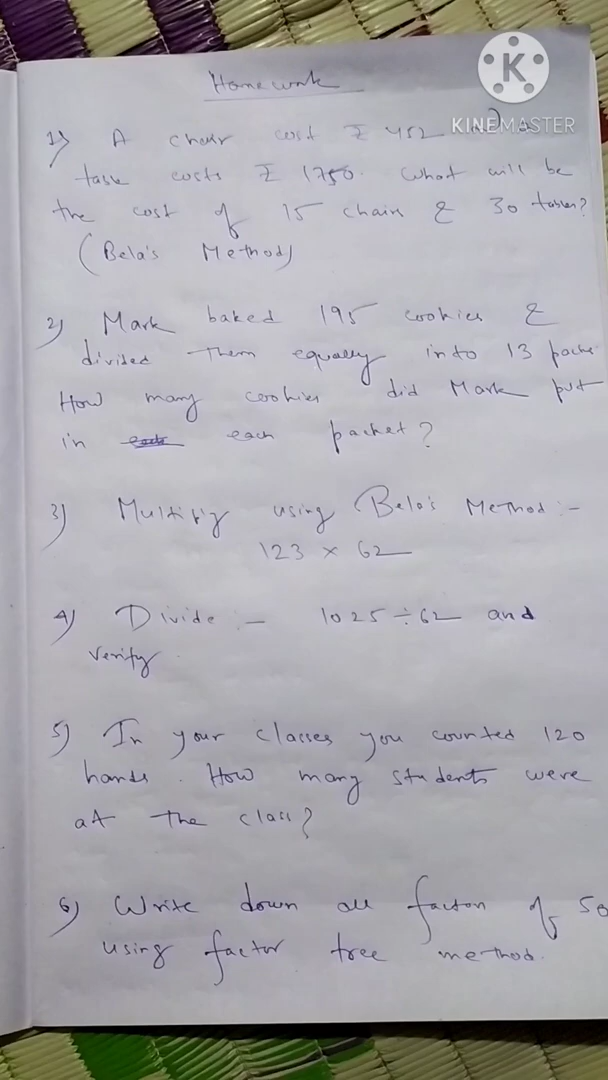 Homework
K
KINEMASTER
1) A chair cost ₹ 452
table costs ₹ 1750. What will be
the cost of 15 chairs & 30 tables?
(Bela's Method)
2) Mark baked 195 cookies &
divided them equally into 13 packs.
How many cookies did Mark put
in each packet?
3) Multiply using Bela's Method :-
123 × 62
4) Divide :- 1025 ÷ 62 and
verify.
5) In your classes you counted 120
hands. How many students were
at the class?
6) Write down all factors of 50
using factor tree method.